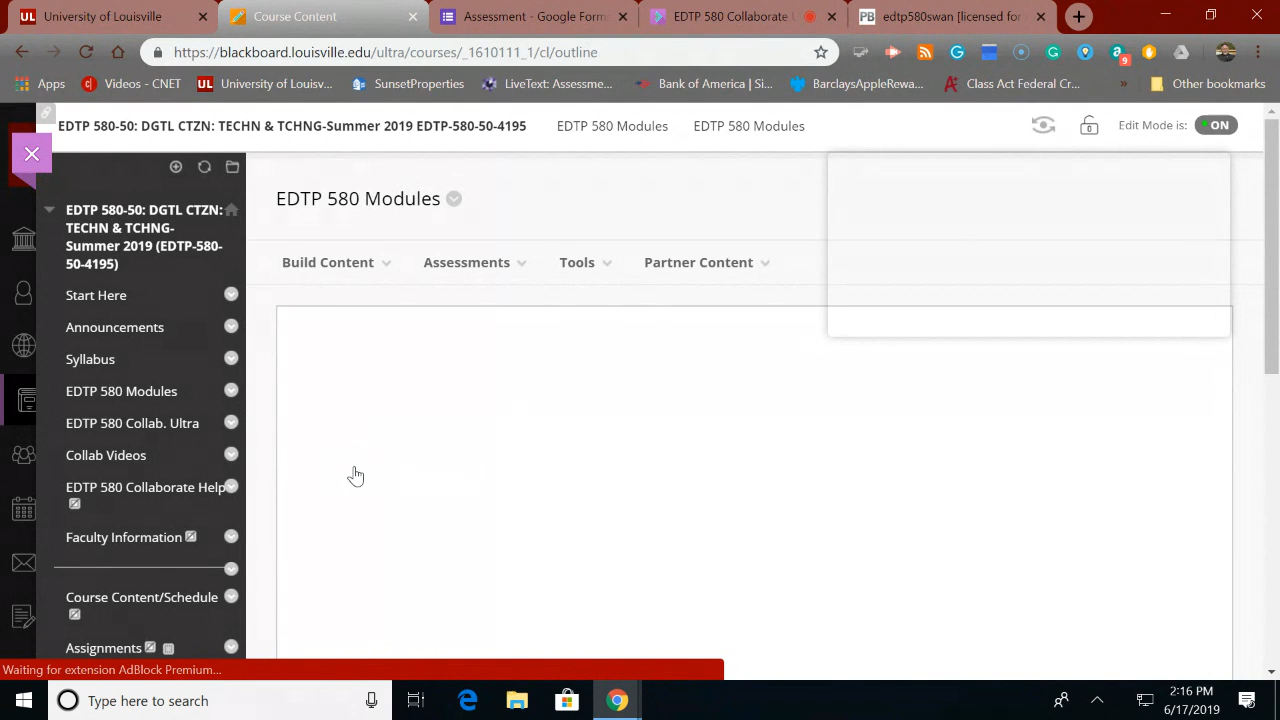 UL University of Louisville
Course Content
Assessment - Google Form
EDTP 580 Collaborate U
PB edtp580swan [licensed for
https://blackboard.louisville.edu/ultra/courses/_1610111_1/cl/outline
9
Apps
Videos - CNET
UL University of Louisv...
SunsetProperties
LiveText: Assessme...
Bank of America | Si...
BarclaysAppleRewa...
Class Act Federal Cr...
»
Other bookmarks
EDTP 580-50: DGTL CTZN: TECHN & TCHNG-Summer 2019 EDTP-580-50-4195
EDTP 580 Modules
EDTP 580 Modules
Edit Mode is:
ON
EDTP 580-50: DGTL CTZN:
TECHN & TCHNG-
Summer 2019 (EDTP-580-
50-4195)
Start Here
Announcements
Syllabus
EDTP 580 Modules
EDTP 580 Collab. Ultra
Collab Videos
EDTP 580 Collaborate Help
Faculty Information
Course Content/Schedule
Assignments
EDTP 580 Modules
Build Content
Assessments
Tools
Partner Content
Waiting for extension AdBlock Premium...
Type here to search
2:16 PM
6/17/2019